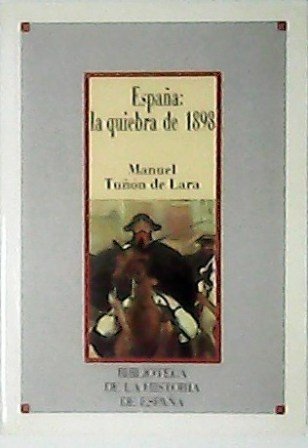 España:
la quiebra de 1898
Manuel
Tuñón de Lara
BIBLIOTECA
DE LA HISTORIA
DE ESPAÑA